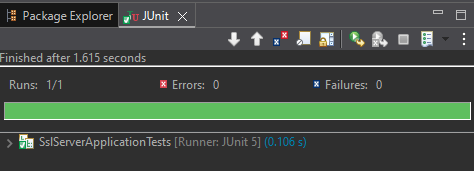 Package Explorer JUnit
Finished after 1.615 seconds
Runs: 1/1 Errors: 0 Failures: 0
SslServerApplicationTests [Runner: JUnit 5] (0.106 s)